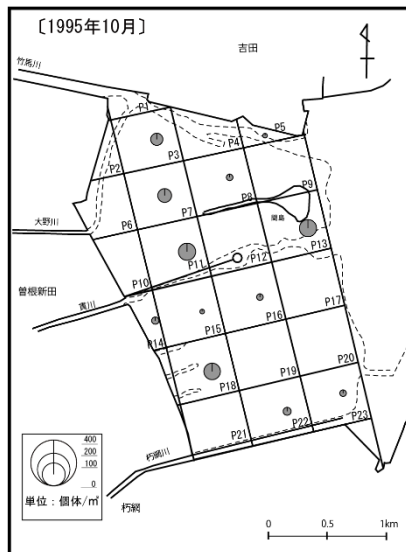 〔1995年10月〕
吉田
竹馬川
P1
P5
P4
P3
P2
P9
P8
P7
P6
間島
大野川
P13
P12
P11
P10
曽根新田
貫川
P17
P16
P15
P14
P20
P19
P18
P23
P22
P21
朽網川
朽網
400
200
100
0
単位：個体/㎡
0 0.5 1km